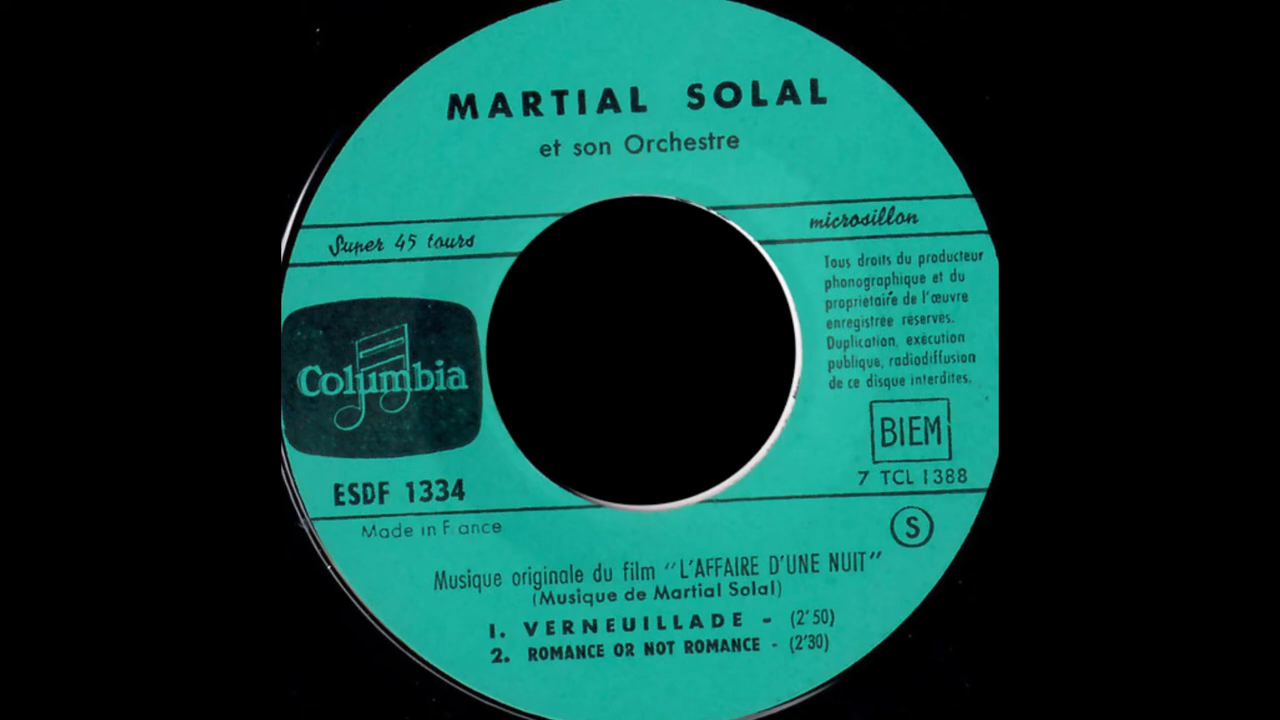 MARTIAL SOLAL
et son Orchestre
Super 45 tours
microsillon
Tous droits du producteur
phonographique et du
propriétaire de l'œuvre
enregistrée réservés.
Duplication, exécution
publique, radiodiffusion
de ce disque interdites.
Columbia
BIEM
7 TCL 1388
ESDF 1334
Made in France
S
Musique originale du film "L'AFFAIRE D'UNE NUIT"
(Musique de Martial Solal)
1. VERNEUILLADE - (2'50)
2. ROMANCE OR NOT ROMANCE - (2'30)